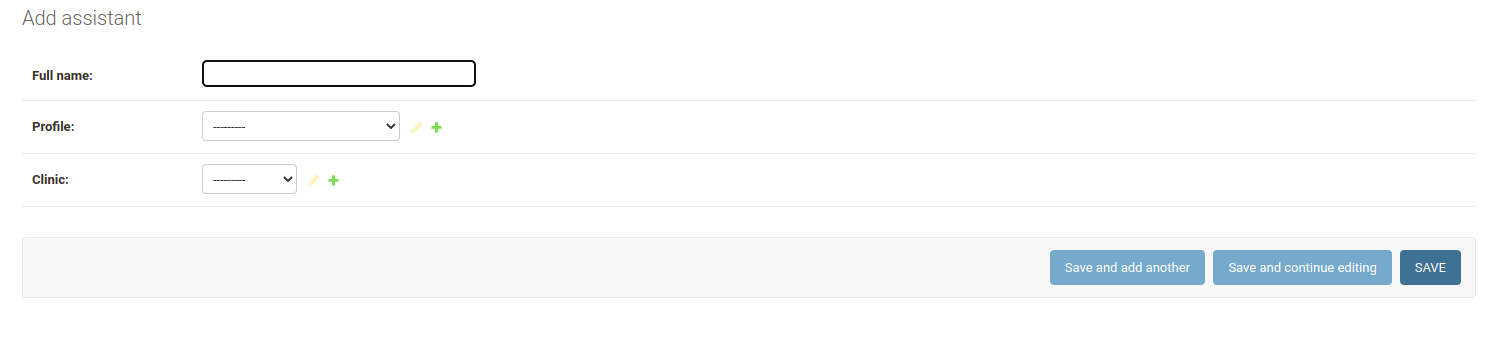 Add assistant
Full name:
Profile: ---------
Clinic: ---------
Save and add another Save and continue editing SAVE